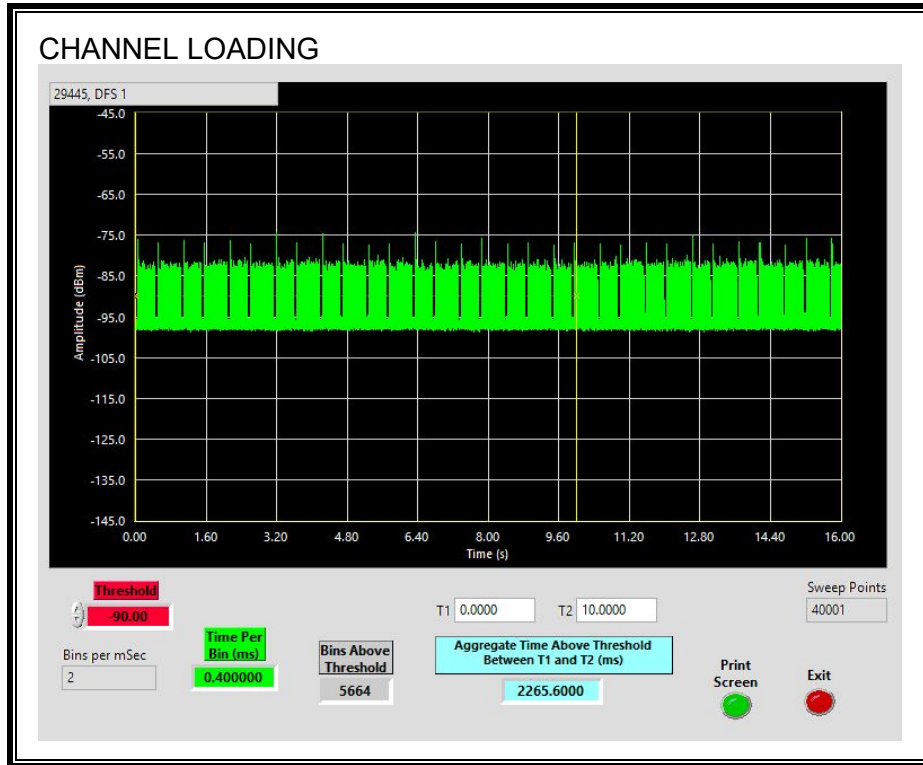 CHANNEL LOADING
29445, DFS 1
-45.0
-55.0
-65.0
-75.0
-85.0
-95.0
-105.0
-115.0
-125.0
-135.0
-145.0
Amplitude (dBm)
0.00 1.60 3.20 4.80 6.40 8.00 9.60 11.20 12.80 14.40 16.00
Time (s)
Threshold
-90.00
Bins per mSec
2
Time Per
Bin (ms)
0.400000
Bins Above
Threshold
5664
T1 0.0000 T2 10.0000
Aggregate Time Above Threshold
Between T1 and T2 (ms)
2265.6000
Sweep Points
40001
Print
Screen
Exit